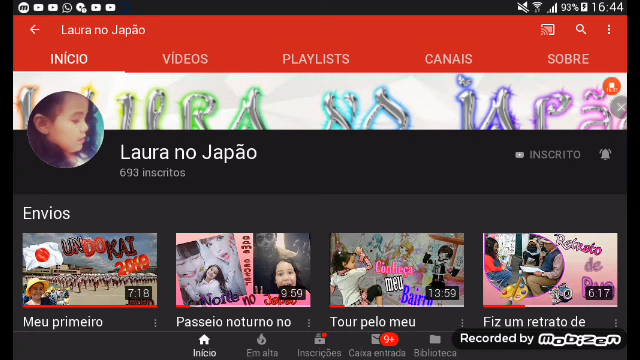 93% 16:44
Laura no Japão
INÍCIO VÍDEOS PLAYLISTS CANAIS SOBRE
LAURA NO JAPÃO
Laura no Japão
693 inscritos
INSCRITO
Envios
UNDOKAI
2019
7:18
9:59
Conheça
meu
Bairro
13:59
Retrato
de
Rua
6:17
Meu primeiro
Passeio noturno no
Tour pelo meu
Fiz um retrato de
9+
Início Em alta Inscrições Caixa entrada Biblioteca
Recorded by MOBIZEN